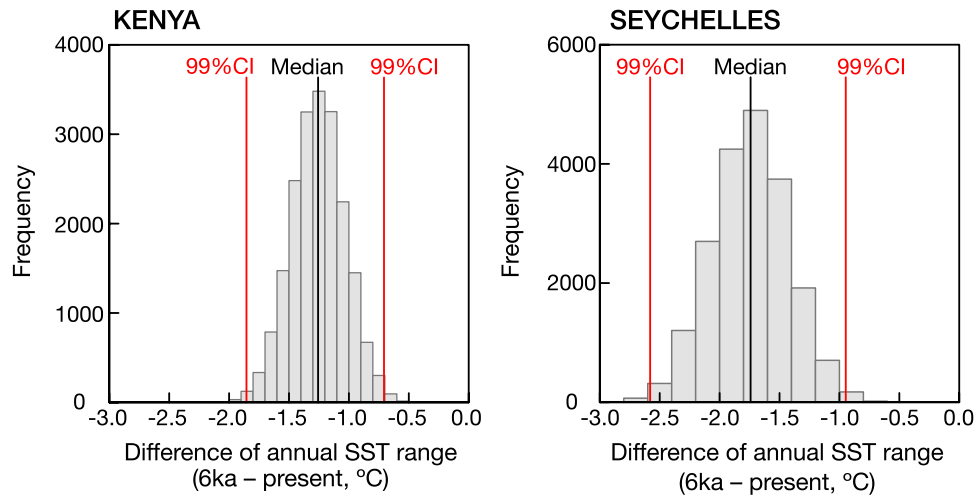 KENYA
4000
3000
2000
1000
0
Frequency
99%CI
Median
99%CI
-3.0 -2.5 -2.0 -1.5 -1.0 -0.5 0.0
Difference of annual SST range
(6ka – present, ºC)
SEYCHELLES
6000
4000
2000
0
Frequency
99%CI
Median
99%CI
-3.0 -2.5 -2.0 -1.5 -1.0 -0.5 0.0
Difference of annual SST range
(6ka – present, ºC)